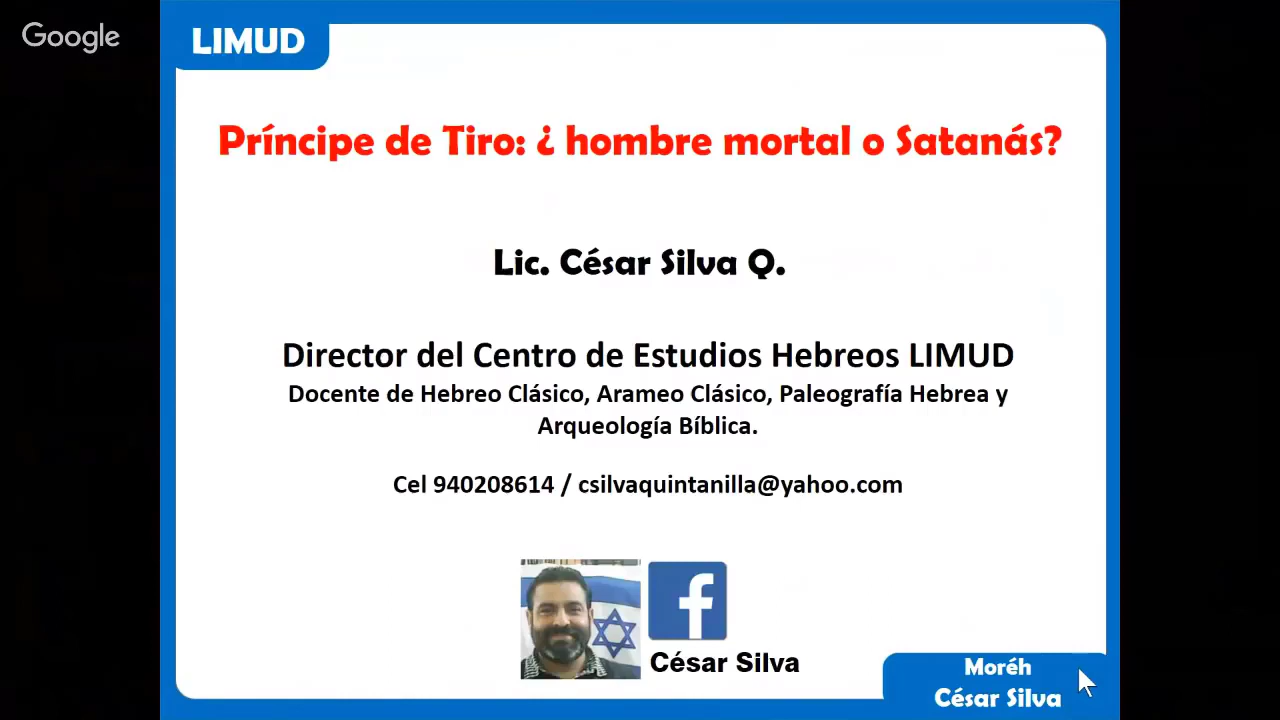 Google
LIMUD
Príncipe de Tiro: ¿ hombre mortal o Satanás?
Lic. César Silva Q.
Director del Centro de Estudios Hebreos LIMUD
Docente de Hebreo Clásico, Arameo Clásico, Paleografía Hebrea y
Arqueología Bíblica.
Cel 940208614 / csilvaquintanilla@yahoo.com
f
César Silva
Moréh
César Silva